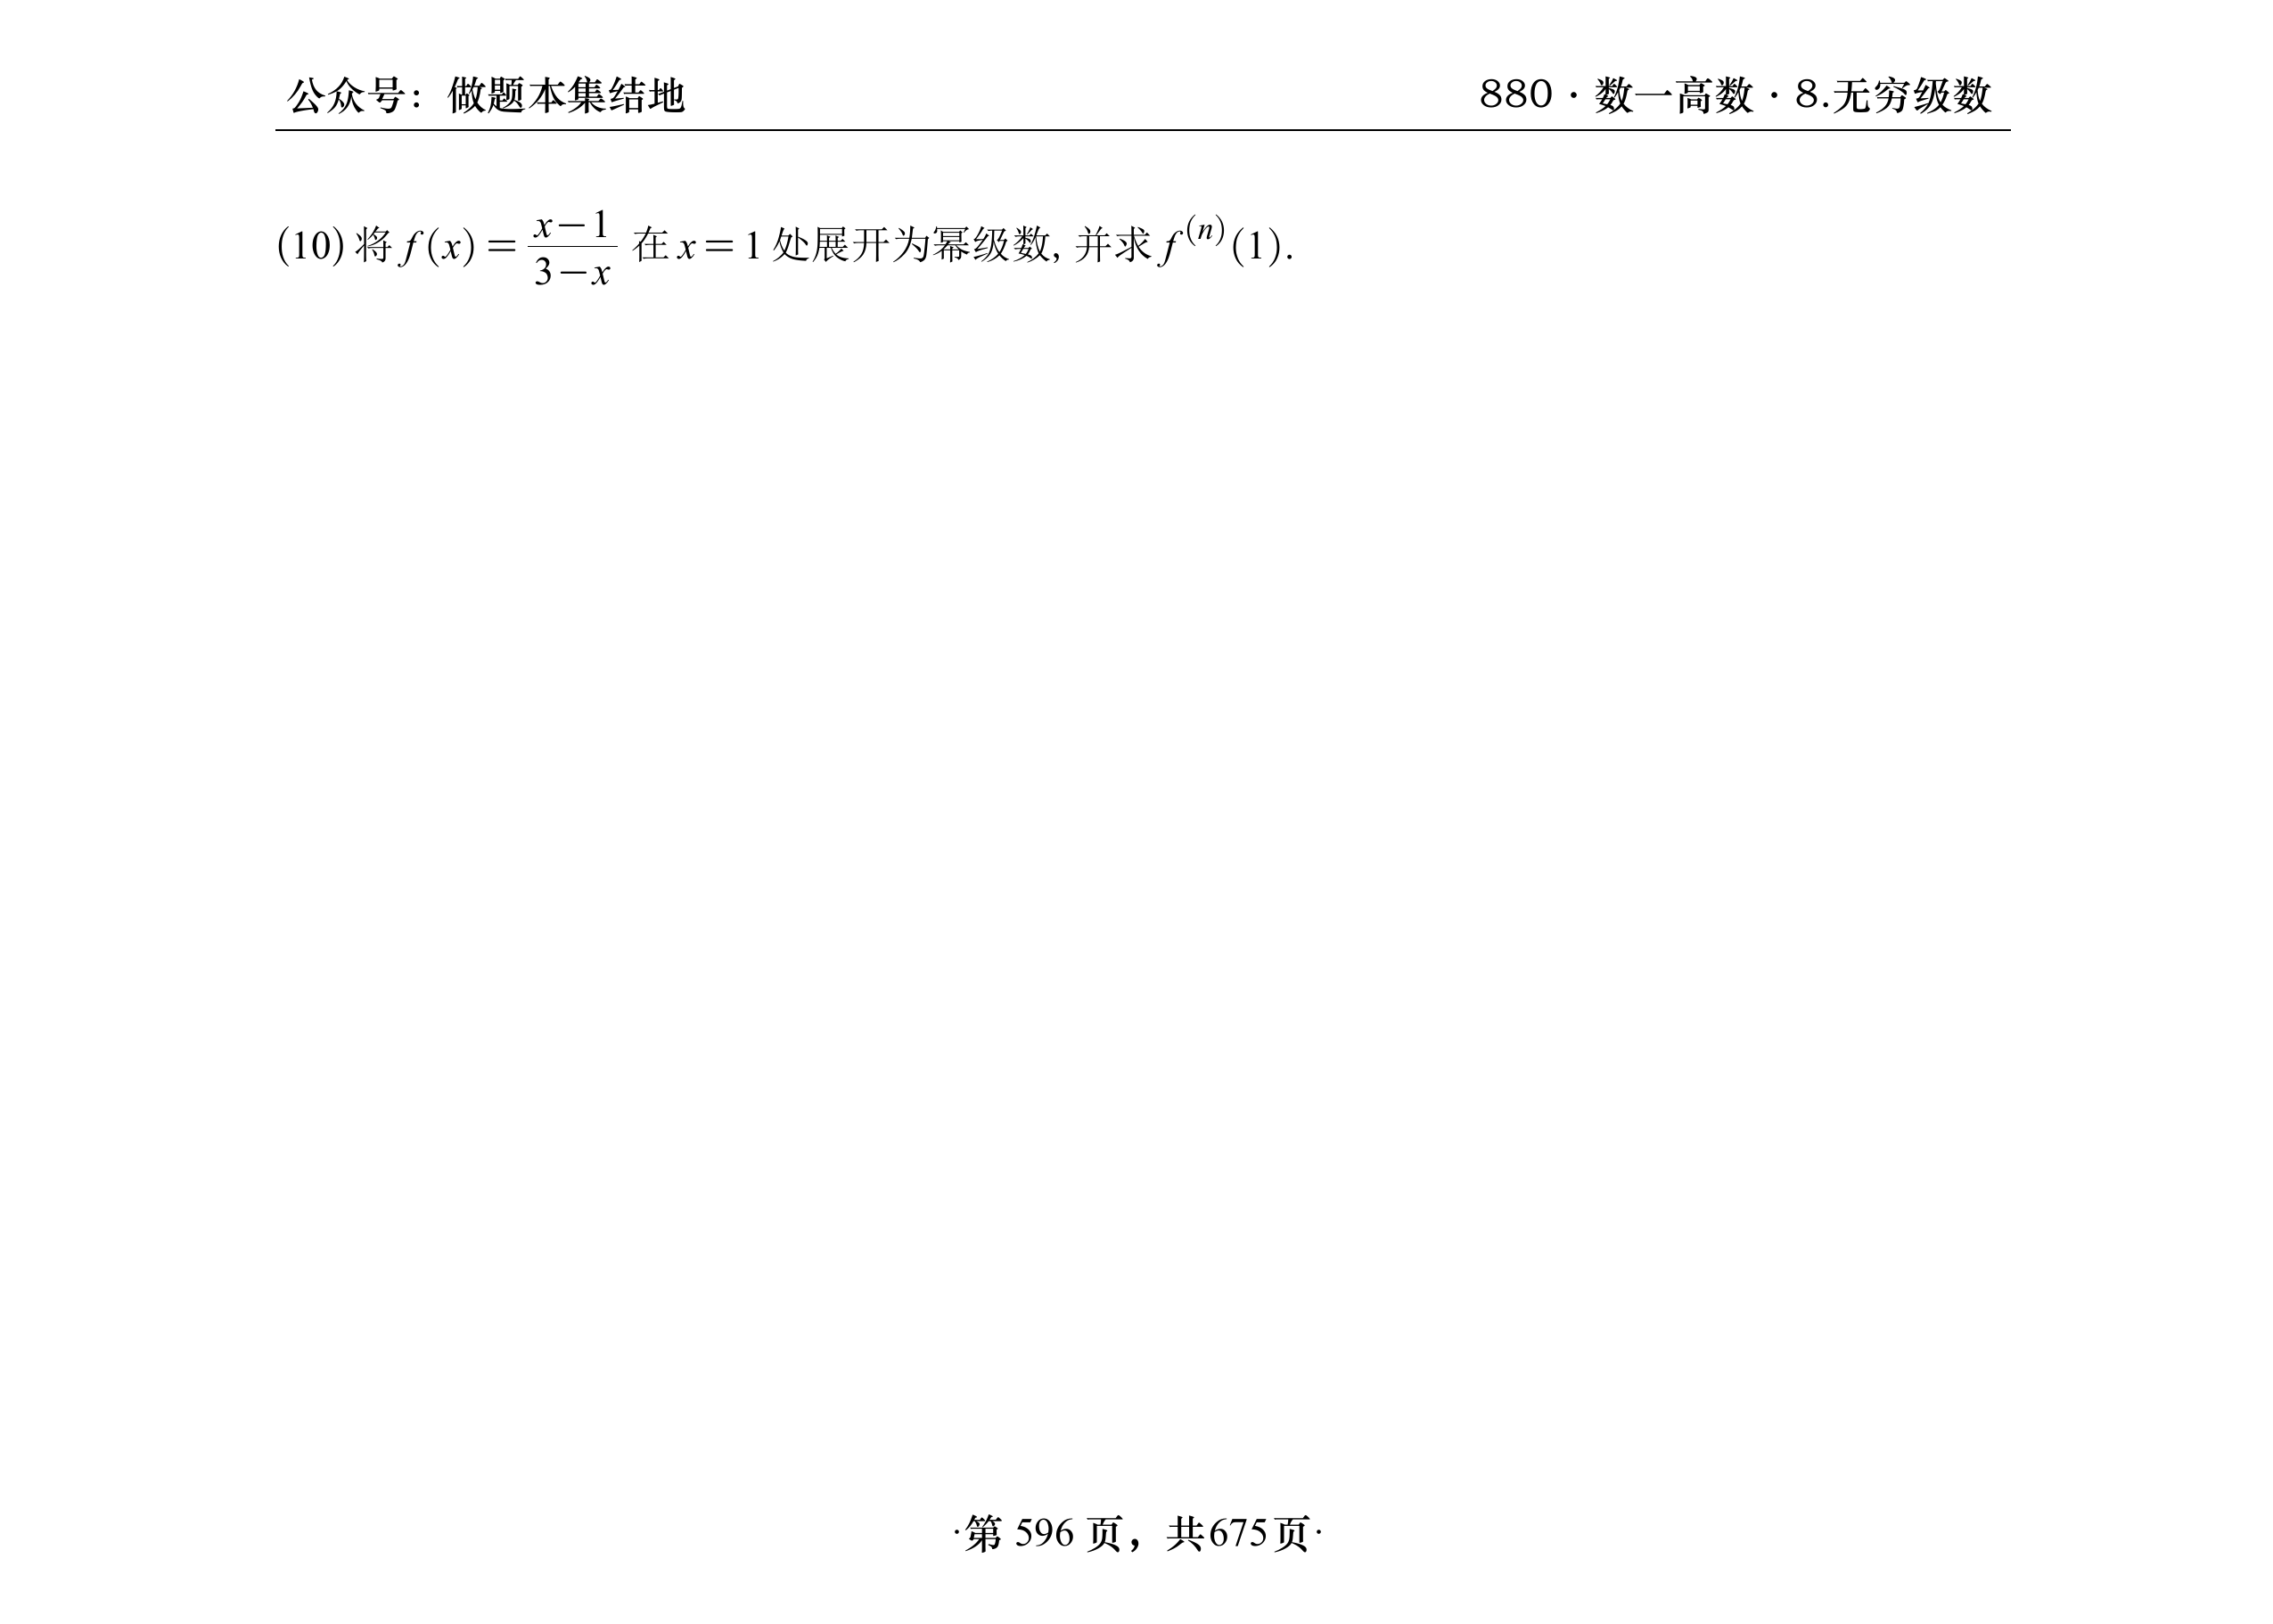 公众号：做题本集结地
880·数一高数·8.无穷级数
(10) 将 f(x) = \frac{x-1}{3-x} 在 x = 1 处展开为幂级数, 并求 f^{(n)}(1).
·第 596 页，共675页·